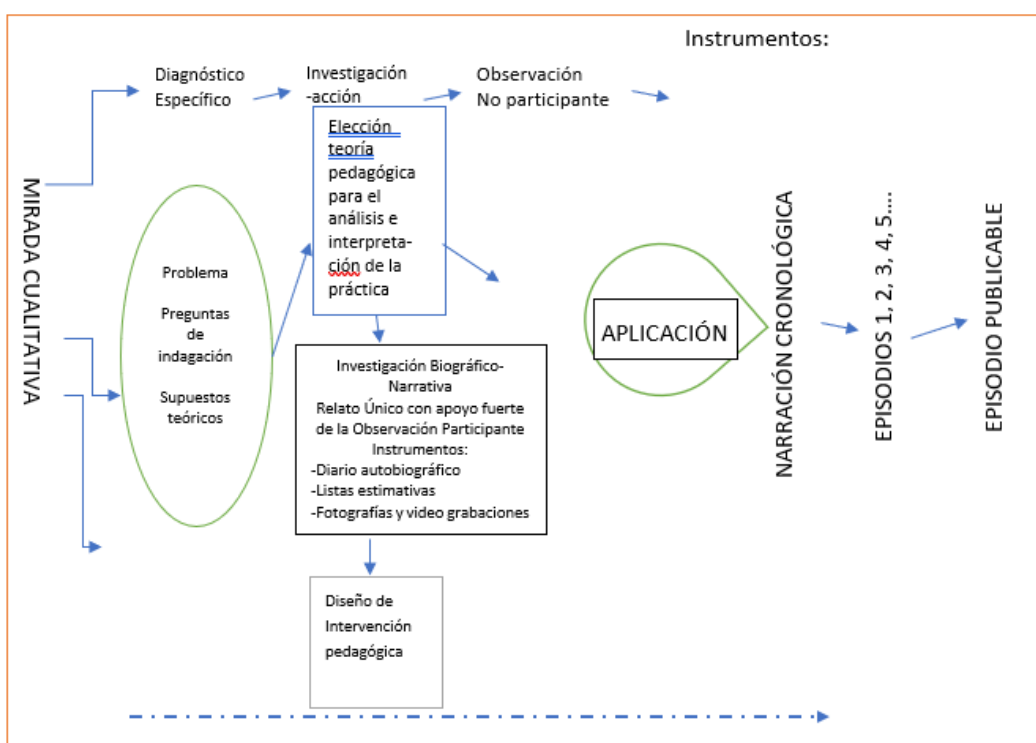 Instrumentos:
Diagnóstico
Específico
Investigación
-acción
Observación
No participante
MIRADA CUALITATIVA
Problema
Preguntas
de
indagación
Supuestos
teóricos
Elección
teoría
pedagógica
para el
análisis e
interpreta-
ción de la
práctica
Investigación Biográfico-
Narrativa
Relato Único con apoyo fuerte
de la Observación Participante
Instrumentos:
-Diario autobiográfico
-Listas estimativas
-Fotografías y video grabaciones
Diseño de
Intervención
pedagógica
APLICACIÓN
NARRACIÓN CRONOLÓGICA
EPISODIOS 1, 2, 3, 4, 5....
EPISODIO PUBLICABLE